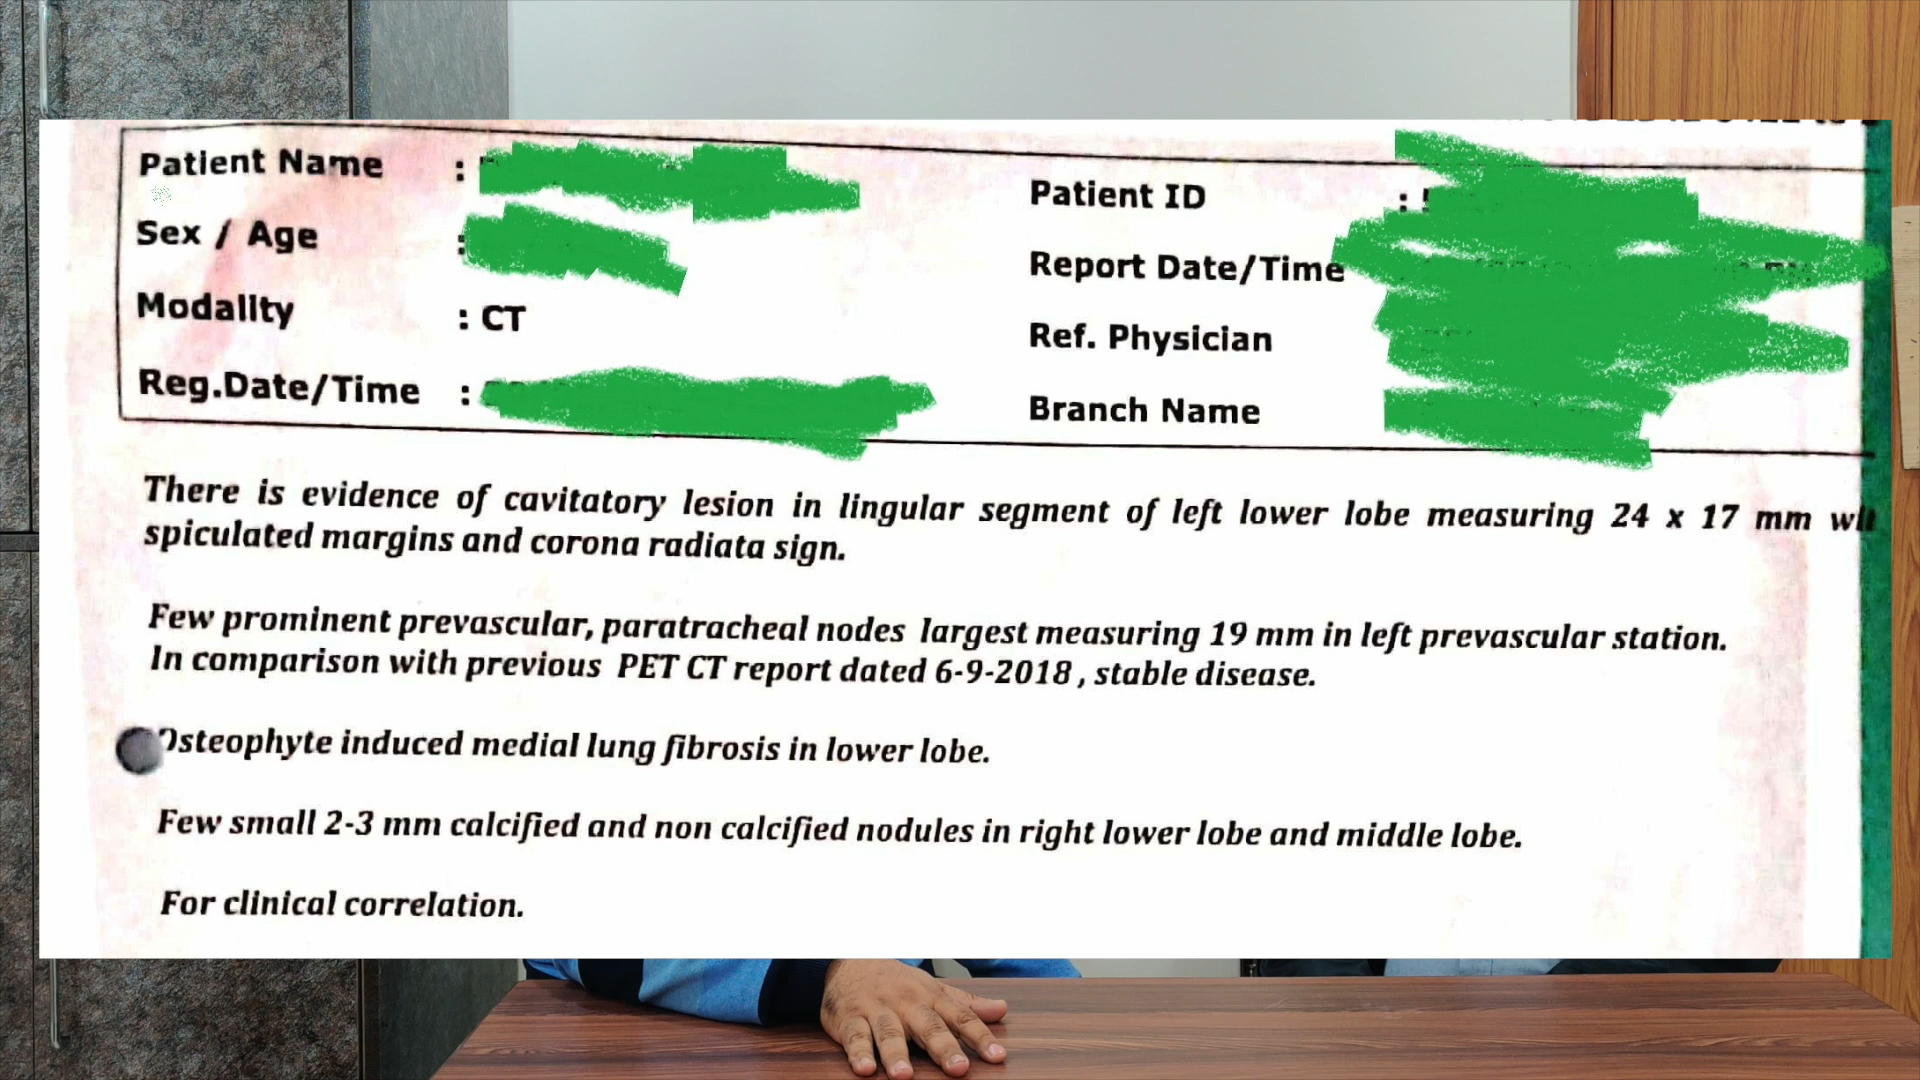 Patient Name :
Patient ID :
Sex / Age :
Report Date/Time
Modality : CT
Ref. Physician
Reg.Date/Time :
Branch Name
There is evidence of cavitatory lesion in lingular segment of left lower lobe measuring 24 x 17 mm
spiculated margins and corona radiata sign.
Few prominent prevascular, paratracheal nodes largest measuring 19 mm in left prevascular station.
In comparison with previous PET CT report dated 6-9-2018 , stable disease.
Osteophyte induced medial lung fibrosis in lower lobe.
Few small 2-3 mm calcified and non calcified nodules in right lower lobe and middle lobe.
For clinical correlation.